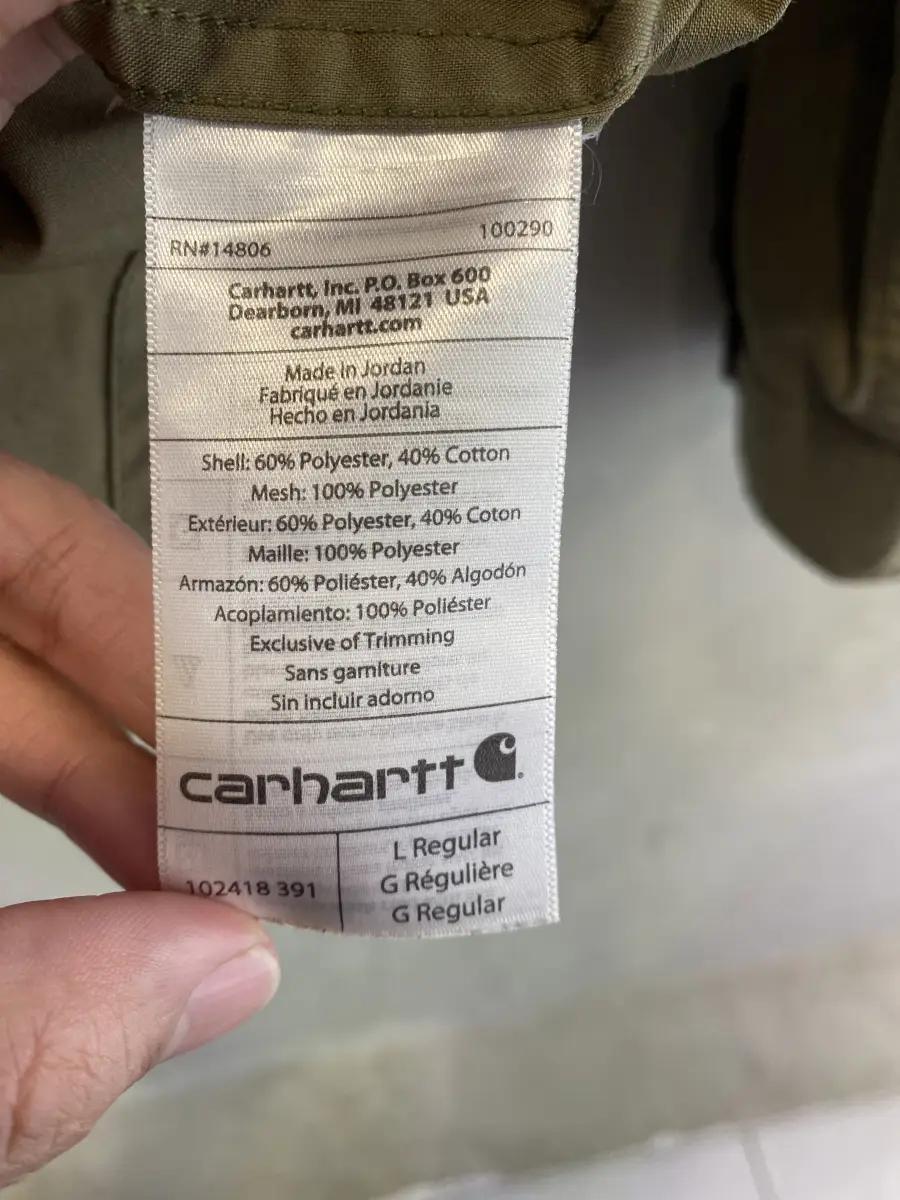 RN#14806 100290
Carhartt, Inc. P.O. Box 600
Dearborn, MI 48121 USA
carhartt.com
Made in Jordan
Fabriqué en Jordanie
Hecho en Jordania
Shell: 60% Polyester, 40% Cotton
Mesh: 100% Polyester
Extérieur: 60% Polyester, 40% Coton
Maille: 100% Polyester
Armazón: 60% Poliéster, 40% Algodón
Acoplamiento: 100% Poliéster
Exclusive of Trimming
Sans garniture
Sin incluir adorno
carhartt
102418 391
L Regular
G Régulière
G Regular